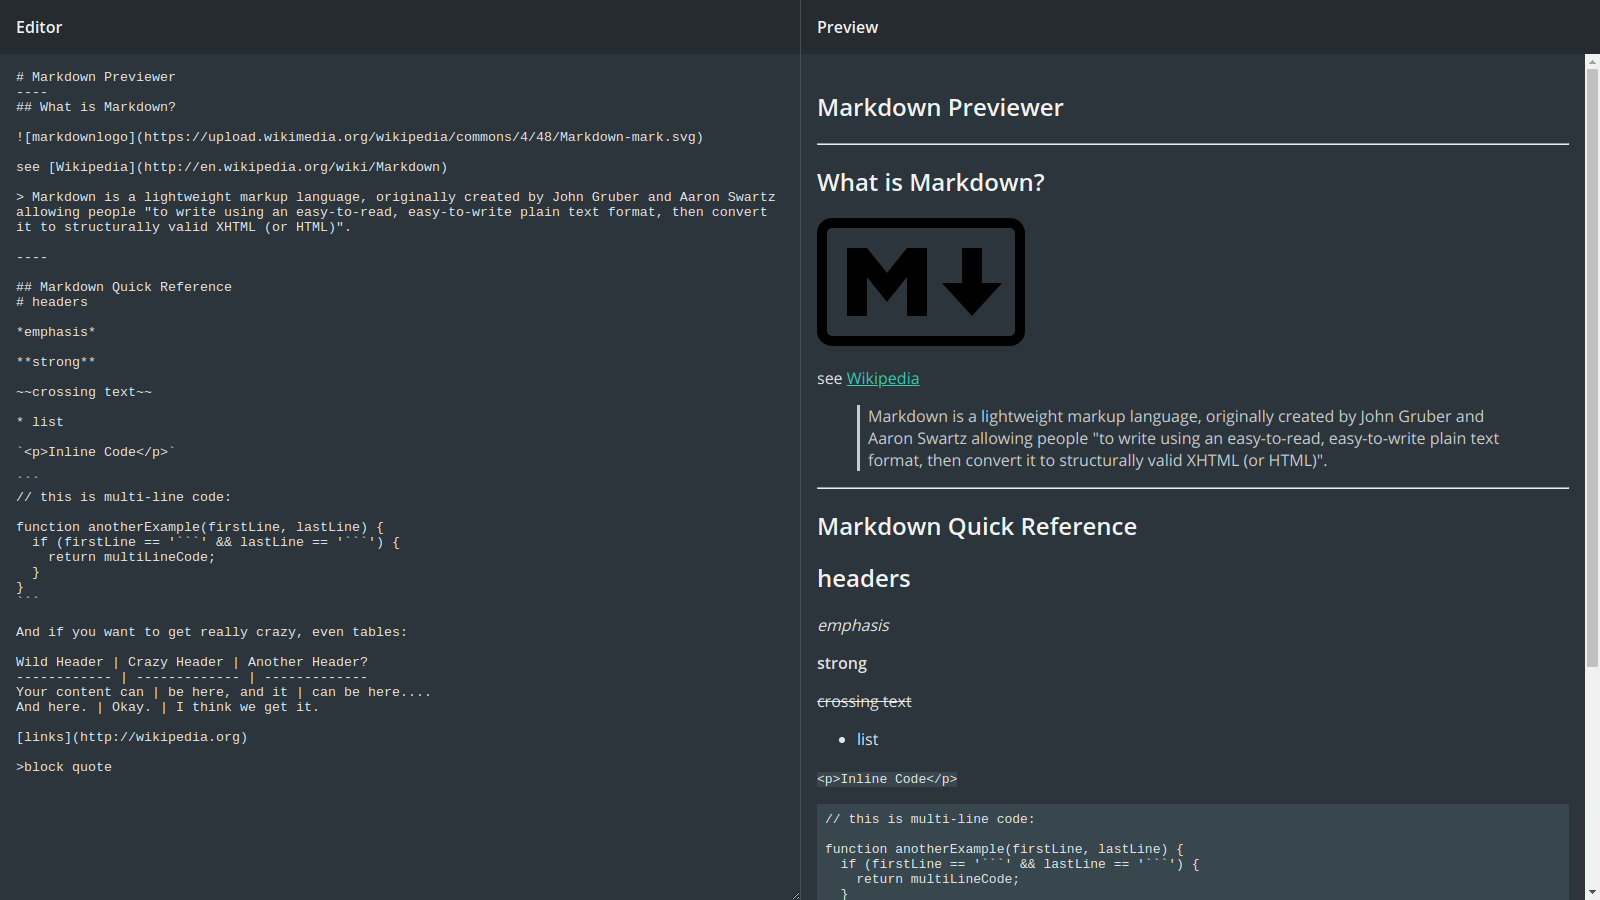 Editor
# Markdown Previewer
----
## What is Markdown?
![markdownlogo](https://upload.wikimedia.org/wikipedia/commons/4/48/Markdown-mark.svg)
see [Wikipedia](http://en.wikipedia.org/wiki/Markdown)
> Markdown is a lightweight markup language, originally created by John Gruber and Aaron Swartz
allowing people "to write using an easy-to-read, easy-to-write plain text format, then convert
it to structurally valid XHTML (or HTML)".
----
## Markdown Quick Reference
# headers
*emphasis*
**strong**
~~crossing text~~
* list
`<p>Inline Code</p>`
```
// this is multi-line code:
function anotherExample(firstLine, lastLine) {
  if (firstLine == '```' && lastLine == '```') {
    return multiLineCode;
  }
}
```
And if you want to get really crazy, even tables:
Wild Header | Crazy Header | Another Header?
------------ | ------------- | -------------
Your content can | be here, and it | can be here....
And here. | Okay. | I think we get it.
[links](http://wikipedia.org)
>block quote
Preview
Markdown Previewer
What is Markdown?
M
see Wikipedia
Markdown is a lightweight markup language, originally created by John Gruber and
Aaron Swartz allowing people "to write using an easy-to-read, easy-to-write plain text
format, then convert it to structurally valid XHTML (or HTML)".
Markdown Quick Reference
headers
emphasis
strong
crossing text
• list
<p>Inline Code</p>
// this is multi-line code:
function anotherExample(firstLine, lastLine) {
  if (firstLine == '```' && lastLine == '```') {
    return multiLineCode;
  }